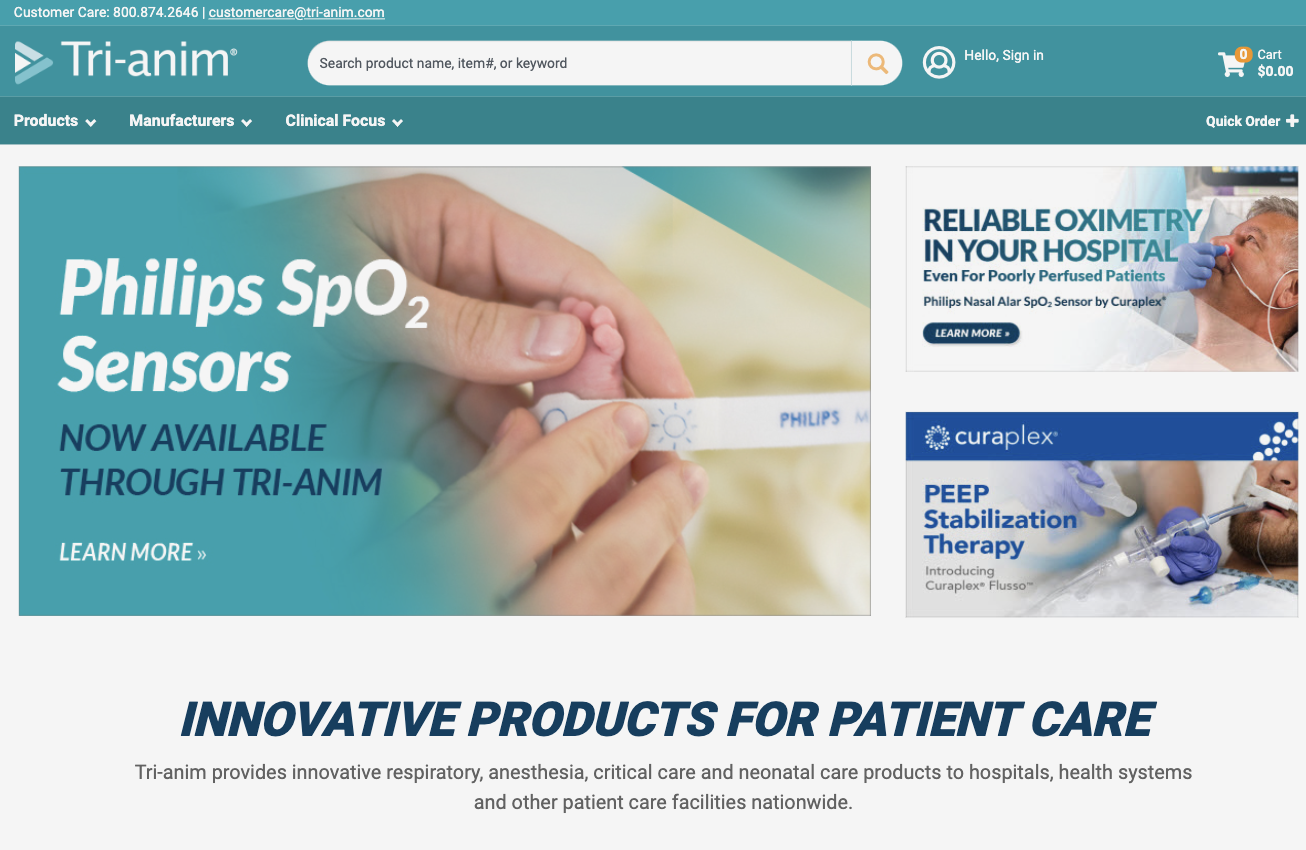 Customer Care: 800.874.2646 | customercare@tri-anim.com
Tri-anim®
Search product name, item#, or keyword
Hello, Sign in
0
Cart
$0.00
Products
Manufacturers
Clinical Focus
Quick Order
Philips SpO₂
Sensors
NOW AVAILABLE
THROUGH TRI-ANIM
LEARN MORE »
PHILIPS
RELIABLE OXIMETRY
IN YOUR HOSPITAL
Even For Poorly Perfused Patients
Philips Nasal Alar SpO₂ Sensor by Curaplex®
LEARN MORE »
curaplex®
PEEP
Stabilization
Therapy
Introducing
Curaplex® Flusso™
INNOVATIVE PRODUCTS FOR PATIENT CARE
Tri-anim provides innovative respiratory, anesthesia, critical care and neonatal care products to hospitals, health systems
and other patient care facilities nationwide.